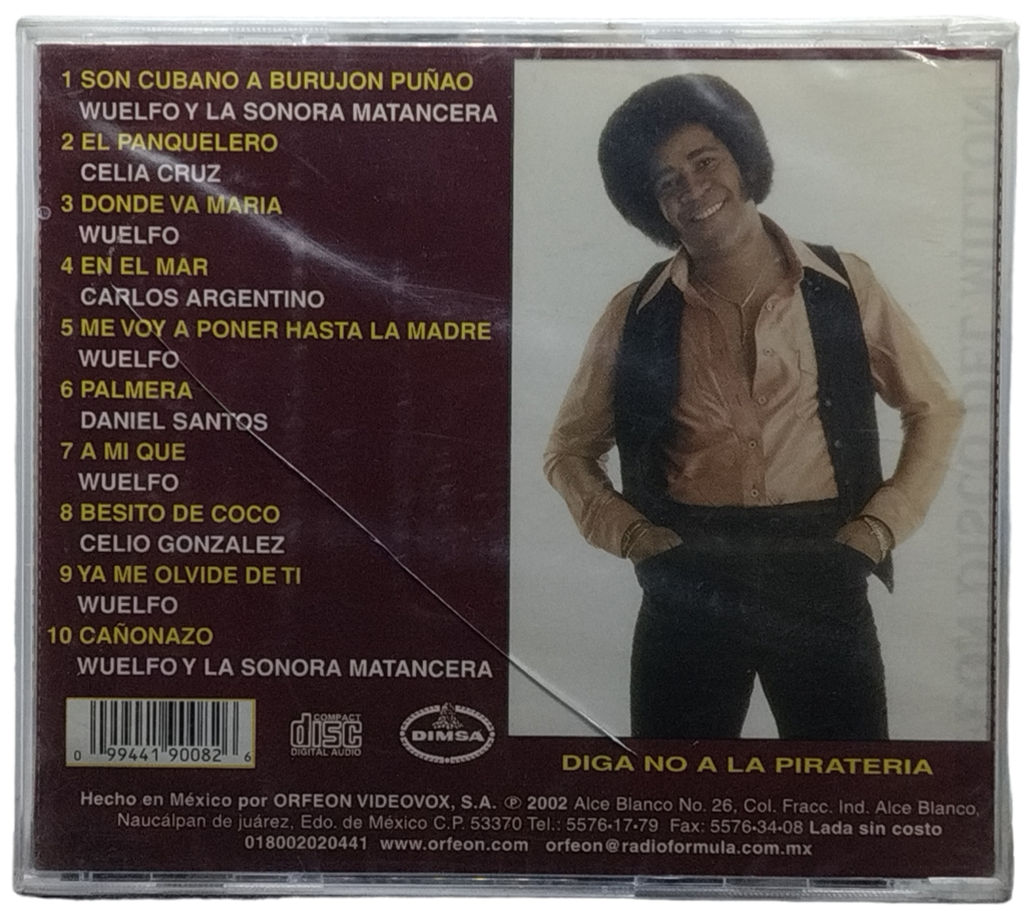 1 SON CUBANO A BURUJON PUÑAO
WUELFO Y LA SONORA MATANCERA
2 EL PANQUELERO
CELIA CRUZ
3 DONDE VA MARIA
WUELFO
4 EN EL MAR
CARLOS ARGENTINO
5 ME VOY A PONER HASTA LA MADRE
WUELFO
6 PALMERA
DANIEL SANTOS
7 A MI QUE
WUELFO
8 BESITO DE COCO
CELIO GONZALEZ
9 YA ME OLVIDE DE TI
WUELFO
10 CAÑONAZO
WUELFO Y LA SONORA MATANCERA
0 99441 90082 6
COMPACT
disc
DIGITAL AUDIO
DIMSA
DIGA NO A LA PIRATERIA
Hecho en México por ORFEON VIDEOVOX, S.A. ℗ 2002 Alce Blanco No. 26, Col. Fracc. Ind. Alce Blanco,
Naucálpan de juárez, Edo. de México C.P. 53370 Tel.: 5576•17•79 Fax: 5576•34•08 Lada sin costo
018002020441 www.orfeon.com orfeon@radioformula.com.mx